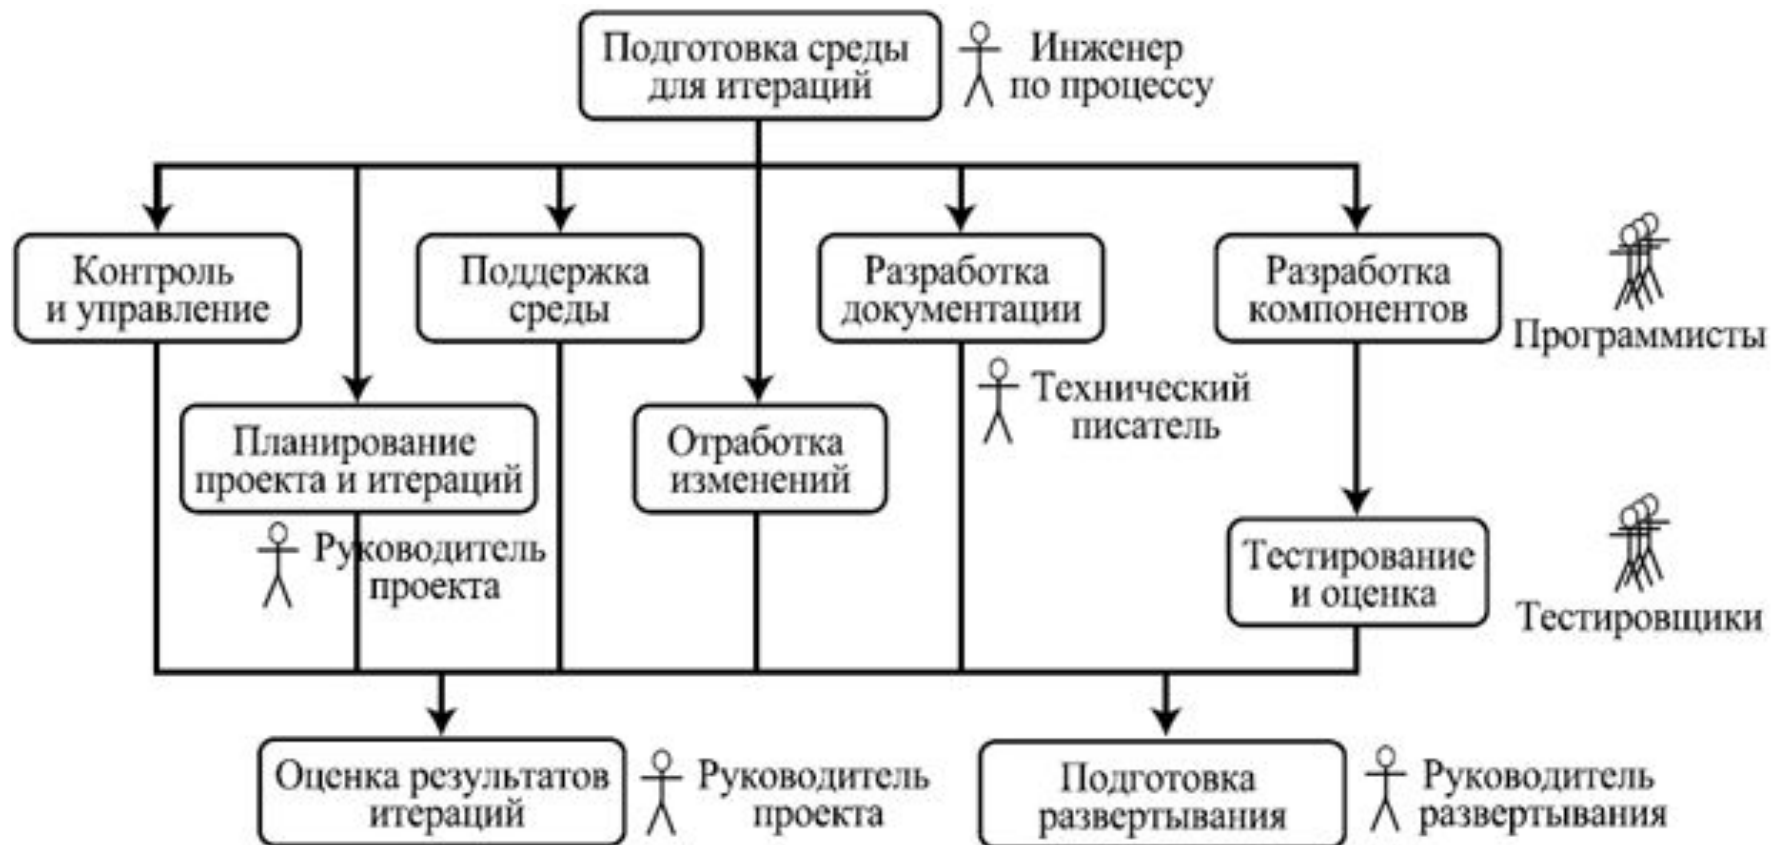 Подготовка среды
для итераций
Инженер
по процессу
Контроль
и управление
Поддержка
среды
Разработка
документации
Разработка
компонентов
Программисты
Технический
писатель
Планирование
проекта и итераций
Отработка
изменений
Руководитель
проекта
Тестирование
и оценка
Тестировщики
Оценка результатов
итераций
Руководитель
проекта
Подготовка
развертывания
Руководитель
развертывания